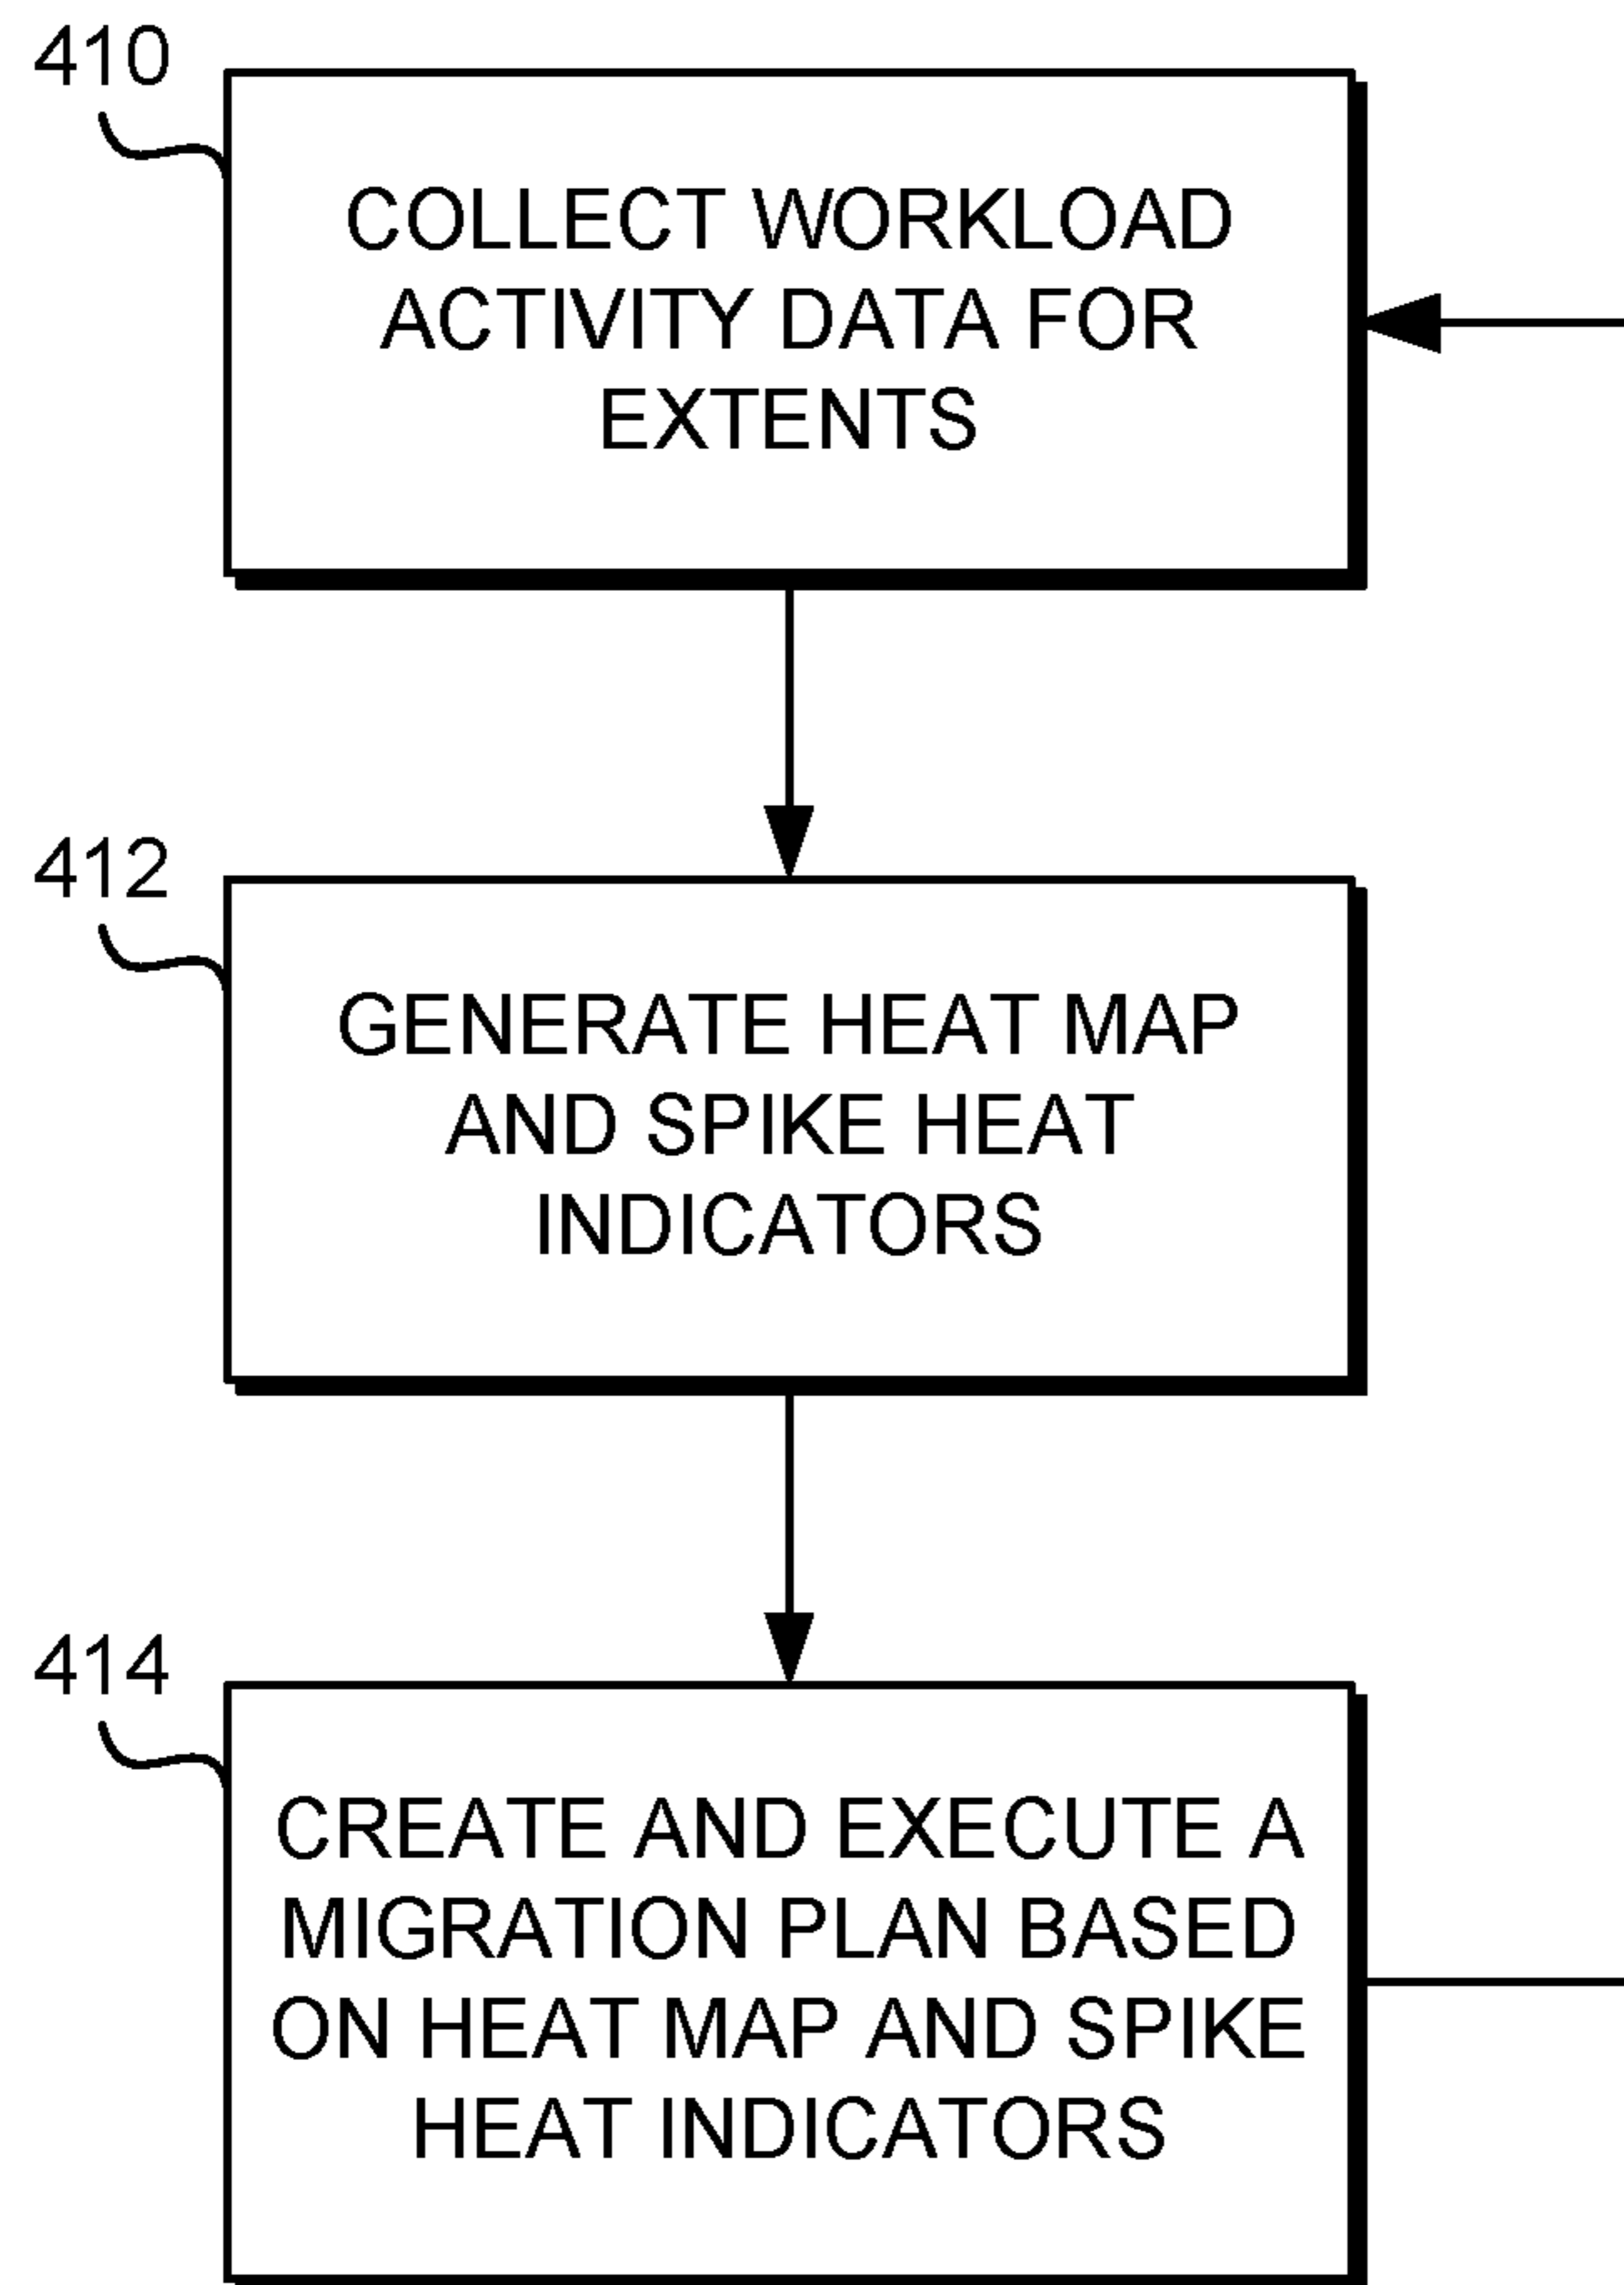 410
COLLECT WORKLOAD
ACTIVITY DATA FOR
EXTENTS
412
GENERATE HEAT MAP
AND SPIKE HEAT
INDICATORS
414
CREATE AND EXECUTE A
MIGRATION PLAN BASED
ON HEAT MAP AND SPIKE
HEAT INDICATORS